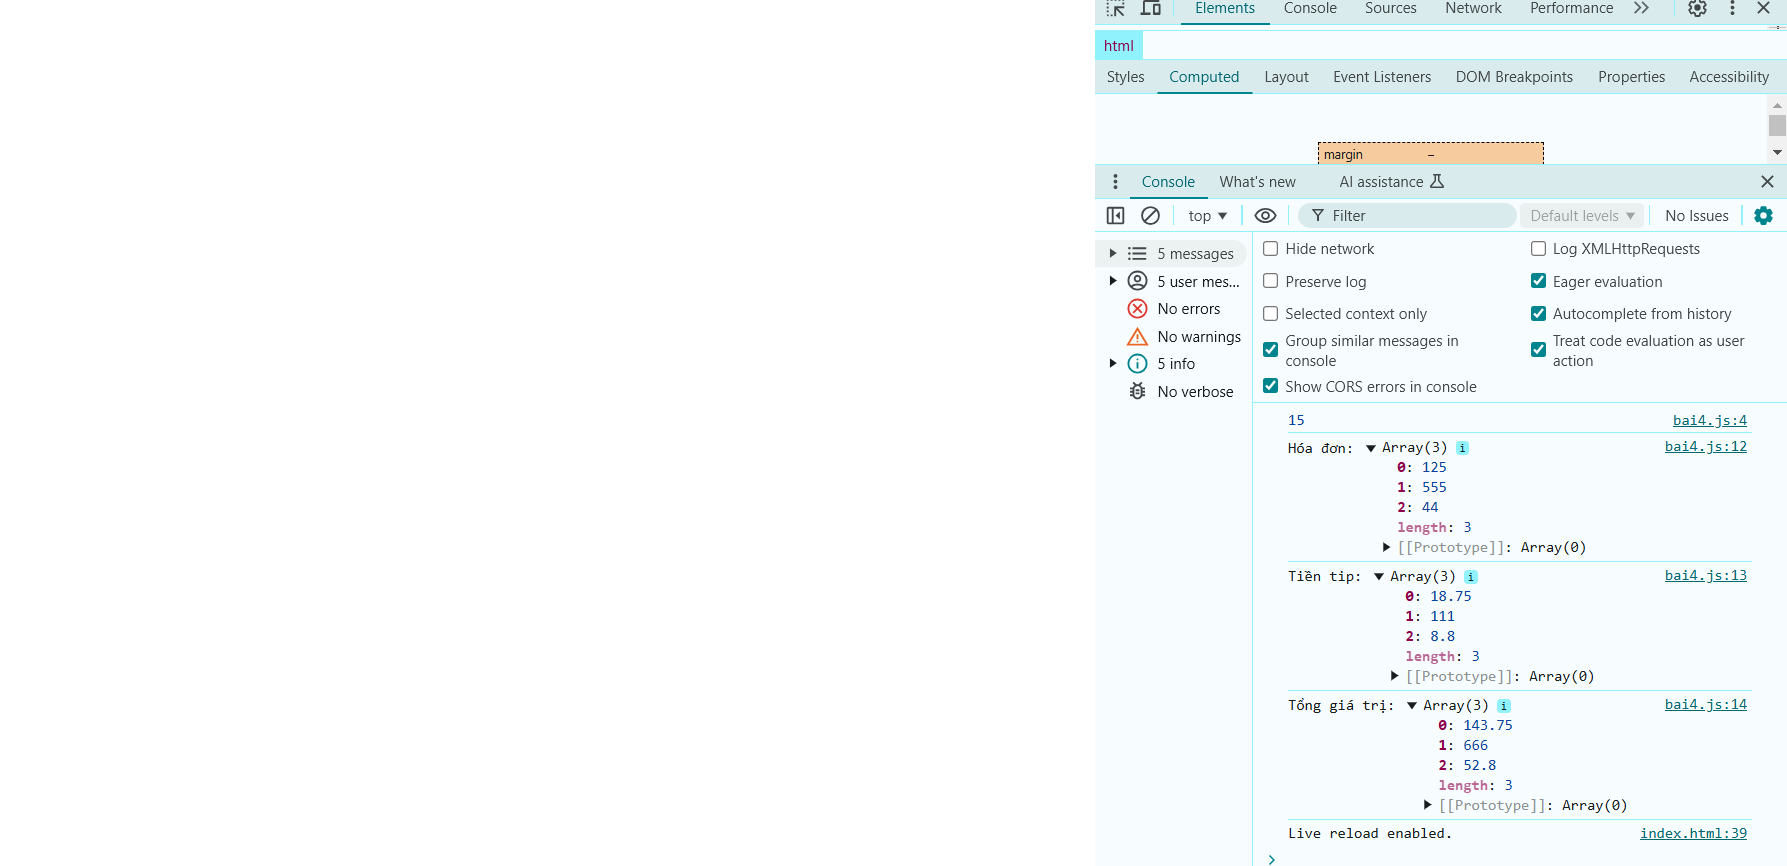 Elements Console Sources Network Performance
html
Styles Computed Layout Event Listeners DOM Breakpoints Properties Accessibility
margin –
Console What's new AI assistance
top ▼ Filter Default levels ▼ No Issues
5 messages
5 user mes...
No errors
No warnings
5 info
No verbose
Hide network Log XMLHttpRequests
Preserve log Eager evaluation
Selected context only Autocomplete from history
Group similar messages in console Treat code evaluation as user action
Show CORS errors in console
15 bai4.js:4
Hóa đơn: ▼ Array(3) i bai4.js:12
0: 125
1: 555
2: 44
length: 3
▶ [[Prototype]]: Array(0)
Tiền tip: ▼ Array(3) i bai4.js:13
0: 18.75
1: 111
2: 8.8
length: 3
▶ [[Prototype]]: Array(0)
Tổng giá trị: ▼ Array(3) i bai4.js:14
0: 143.75
1: 666
2: 52.8
length: 3
▶ [[Prototype]]: Array(0)
Live reload enabled. index.html:39